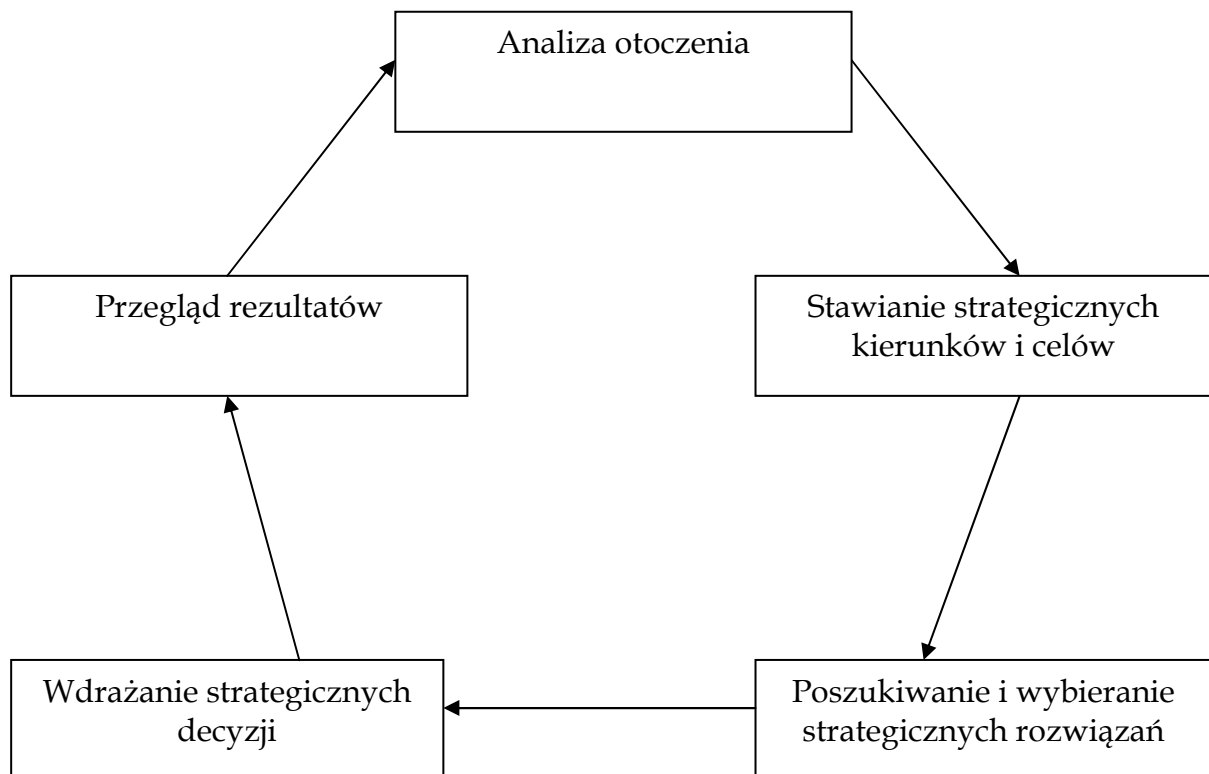 Analiza otoczenia
Przegląd rezultatów
Stawianie strategicznych
kierunków i celów
Wdrażanie strategicznych
decyzji
Poszukiwanie i wybieranie
strategicznych rozwiązań